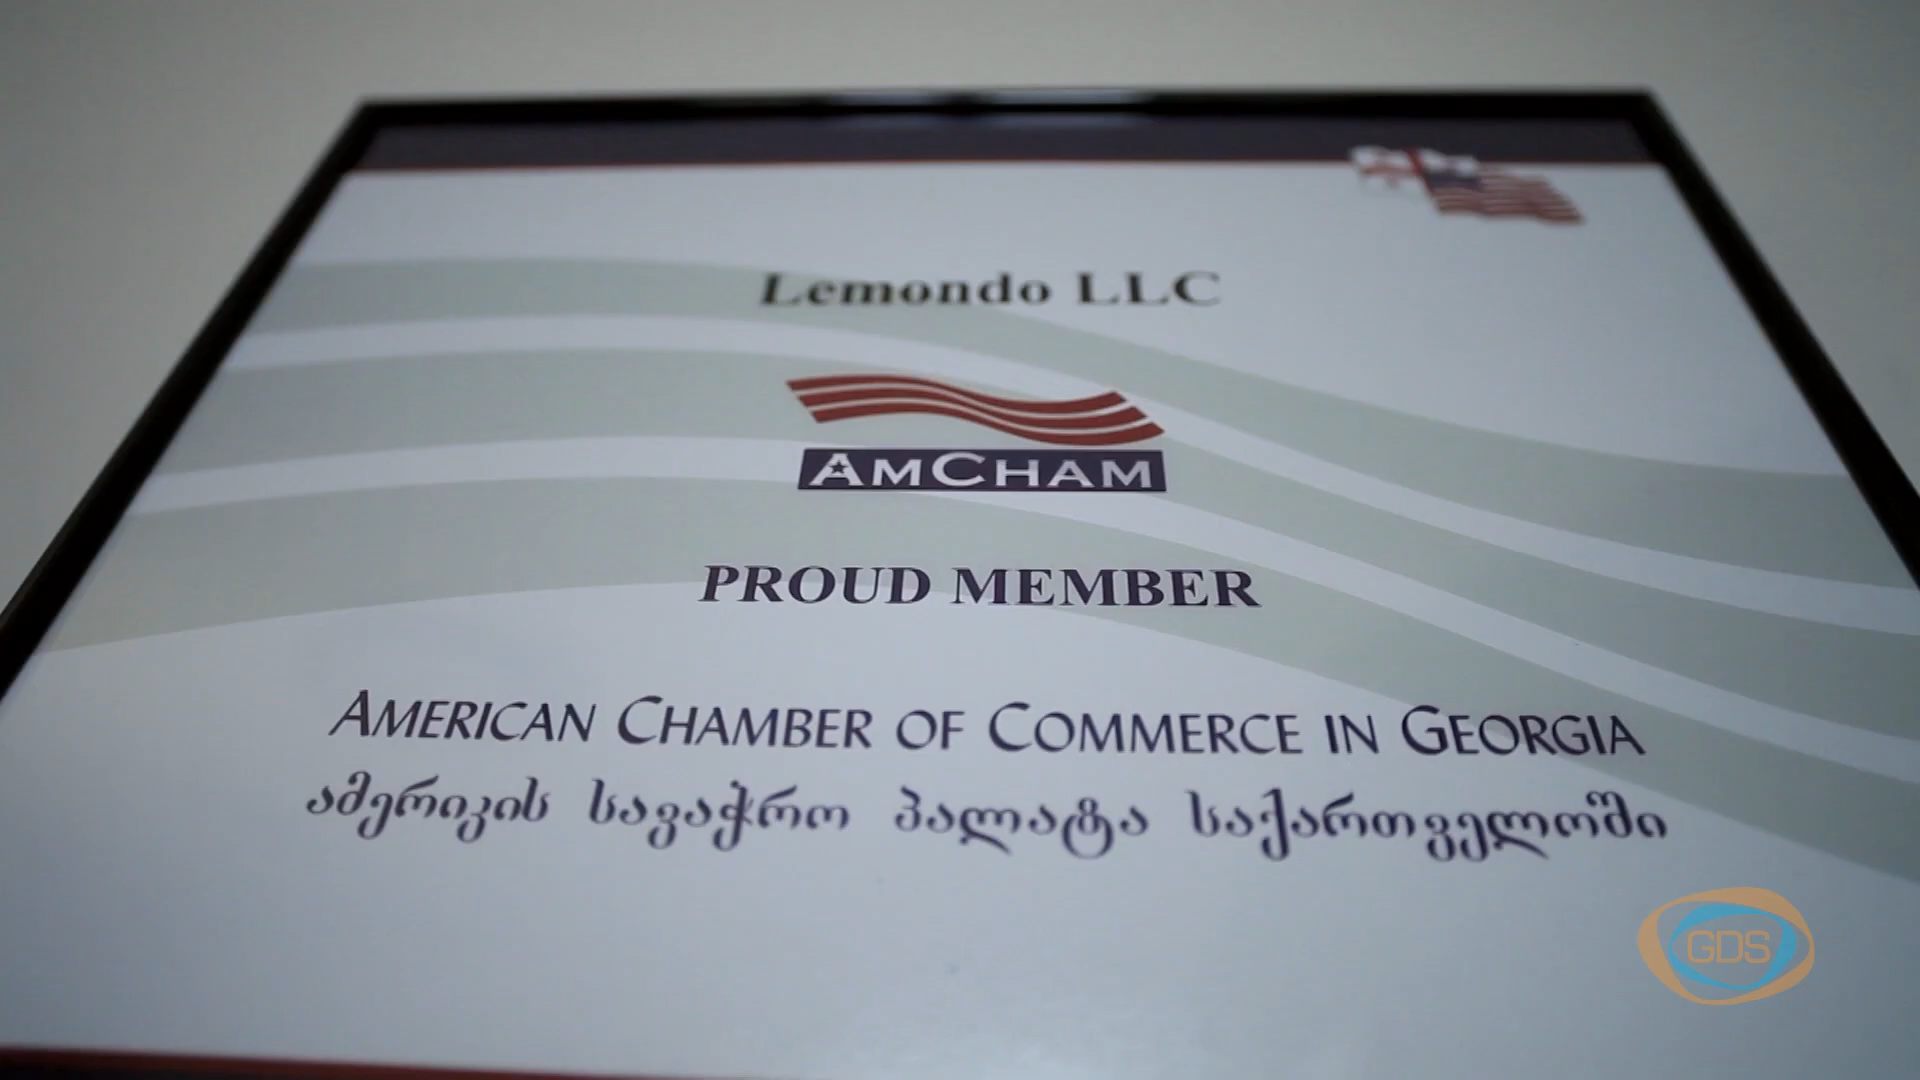 Lemondo LLC
AMCHAM
PROUD MEMBER
AMERICAN CHAMBER OF COMMERCE IN GEORGIA
ამერიკის სავაჭრო პალატა საქართველოში
GDS